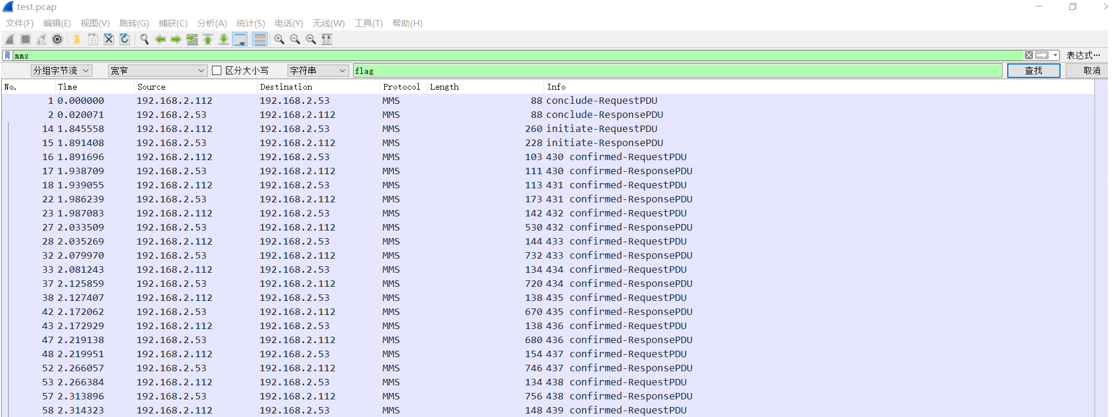 test.pcap
文件(F) 编辑(E) 视图(V) 跳转(G) 捕获(C) 分析(A) 统计(S) 电话(Y) 无线(W) 工具(T) 帮助(H)
mms 表达式…
分组字节流 宽窄 区分大小写 字符串 flag 查找 取消
No. Time Source Destination Protocol Length Info
1 0.000000 192.168.2.112 192.168.2.53 MMS 88 conclude-RequestPDU
2 0.020071 192.168.2.53 192.168.2.112 MMS 88 conclude-ResponsePDU
14 1.845558 192.168.2.112 192.168.2.53 MMS 260 initiate-RequestPDU
15 1.891408 192.168.2.53 192.168.2.112 MMS 228 initiate-ResponsePDU
16 1.891696 192.168.2.112 192.168.2.53 MMS 103 430 confirmed-RequestPDU
17 1.938709 192.168.2.53 192.168.2.112 MMS 111 430 confirmed-ResponsePDU
18 1.939055 192.168.2.112 192.168.2.53 MMS 113 431 confirmed-RequestPDU
22 1.986239 192.168.2.53 192.168.2.112 MMS 173 431 confirmed-ResponsePDU
23 1.987083 192.168.2.112 192.168.2.53 MMS 142 432 confirmed-RequestPDU
27 2.033509 192.168.2.53 192.168.2.112 MMS 530 432 confirmed-ResponsePDU
28 2.035269 192.168.2.112 192.168.2.53 MMS 144 433 confirmed-RequestPDU
32 2.079970 192.168.2.53 192.168.2.112 MMS 732 433 confirmed-ResponsePDU
33 2.081243 192.168.2.112 192.168.2.53 MMS 134 434 confirmed-RequestPDU
37 2.125859 192.168.2.53 192.168.2.112 MMS 720 434 confirmed-ResponsePDU
38 2.127407 192.168.2.112 192.168.2.53 MMS 138 435 confirmed-RequestPDU
42 2.172062 192.168.2.53 192.168.2.112 MMS 670 435 confirmed-ResponsePDU
43 2.172929 192.168.2.112 192.168.2.53 MMS 138 436 confirmed-RequestPDU
47 2.219138 192.168.2.53 192.168.2.112 MMS 680 436 confirmed-ResponsePDU
48 2.219951 192.168.2.112 192.168.2.53 MMS 154 437 confirmed-RequestPDU
52 2.266057 192.168.2.53 192.168.2.112 MMS 746 437 confirmed-ResponsePDU
53 2.266384 192.168.2.112 192.168.2.53 MMS 134 438 confirmed-RequestPDU
57 2.313896 192.168.2.53 192.168.2.112 MMS 756 438 confirmed-ResponsePDU
58 2.314323 192.168.2.112 192.168.2.53 MMS 148 439 confirmed-RequestPDU